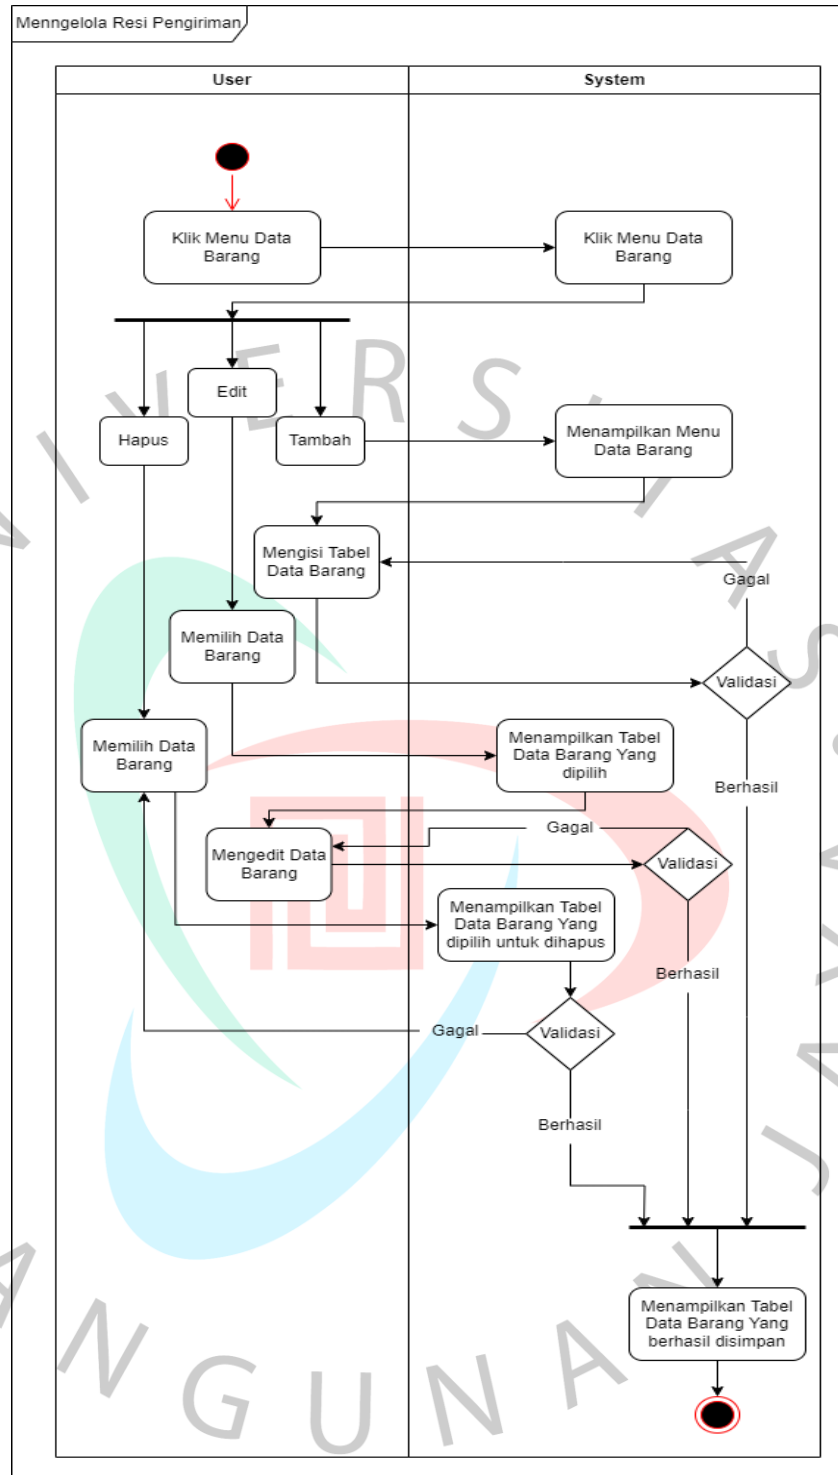 Menngelola Resi Pengiriman
User
System
Klik Menu Data
Barang
Klik Menu Data
Barang
Edit
Hapus
Tambah
Menampilkan Menu
Data Barang
Mengisi Tabel
Data Barang
Gagal
Memilih Data
Barang
Validasi
Memilih Data
Barang
Menampilkan Tabel
Data Barang Yang
dipilih
Berhasil
Gagal
Mengedit Data
Barang
Validasi
Menampilkan Tabel
Data Barang Yang
dipilih untuk dihapus
Berhasil
Gagal
Validasi
Berhasil
Menampilkan Tabel
Data Barang Yang
berhasil disimpan
NIVERSITAS
ANGUNAN JAYA